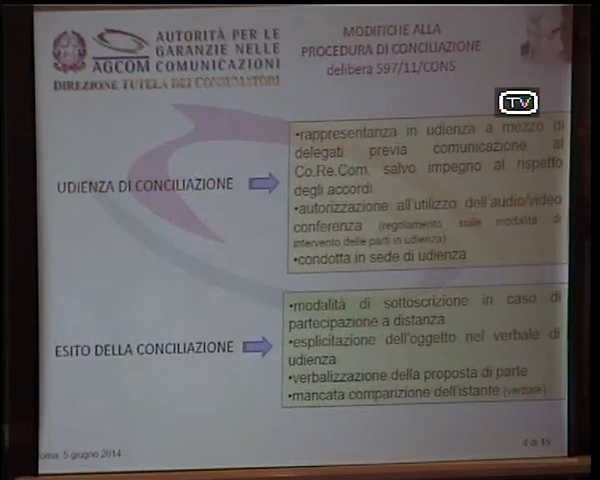 AUTORITÀ PER LE
GARANZIE NELLE
AGCOM COMUNICAZIONI
DIREZIONE TUTELA DEI CONSUMATORI
MODIFICHE ALLA
PROCEDURA DI CONCILIAZIONE
delibera 597/11/CONS
TV
UDIENZA DI CONCILIAZIONE
•rappresentanza in udienza a mezzo di
delegati previa comunicazione al
Co.Re.Com. salvo impegno al rispetto
degli accordi
•autorizzazione all'utilizzo dell'audio/video
conferenza (regolamento sulle modalità di
intervento delle parti in udienza)
•condotta in sede di udienza
ESITO DELLA CONCILIAZIONE
•modalità di sottoscrizione in caso di
partecipazione a distanza
•esplicitazione dell'oggetto nel verbale di
udienza
•verbalizzazione della proposta di parte
•mancata comparizione dell'istante (verbale)
oma, 5 giugno 2014
4 di 15